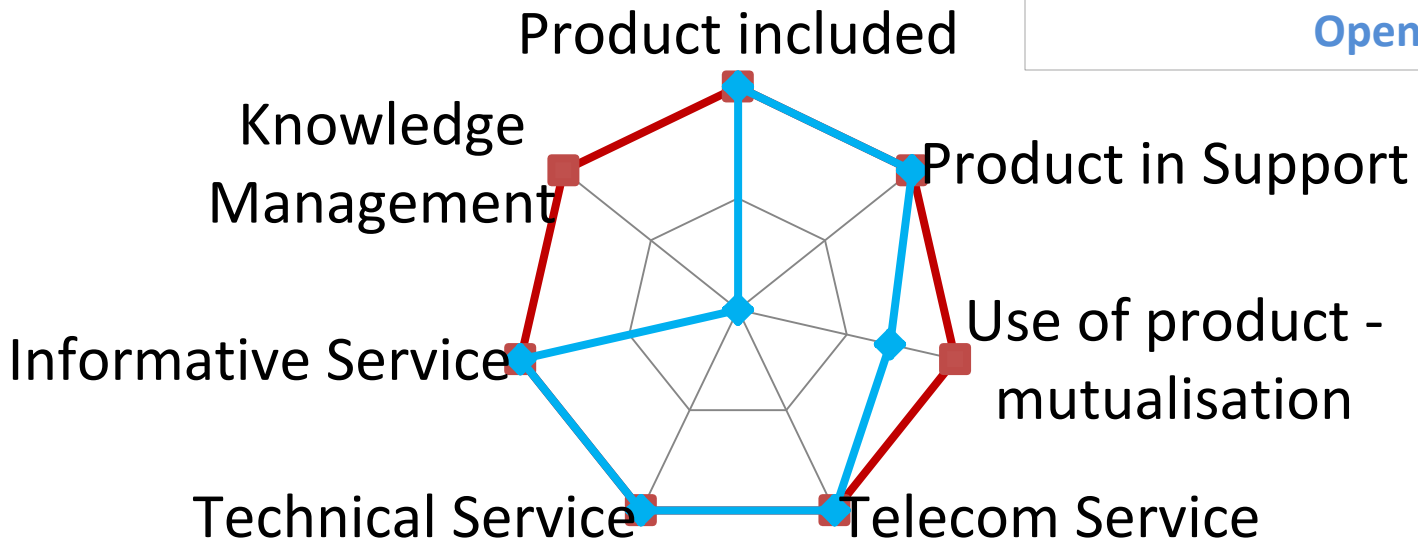 Product included
Open
Knowledge
Management
Product in Support
Use of product -
mutualisation
Informative Service
Technical Service
Telecom Service